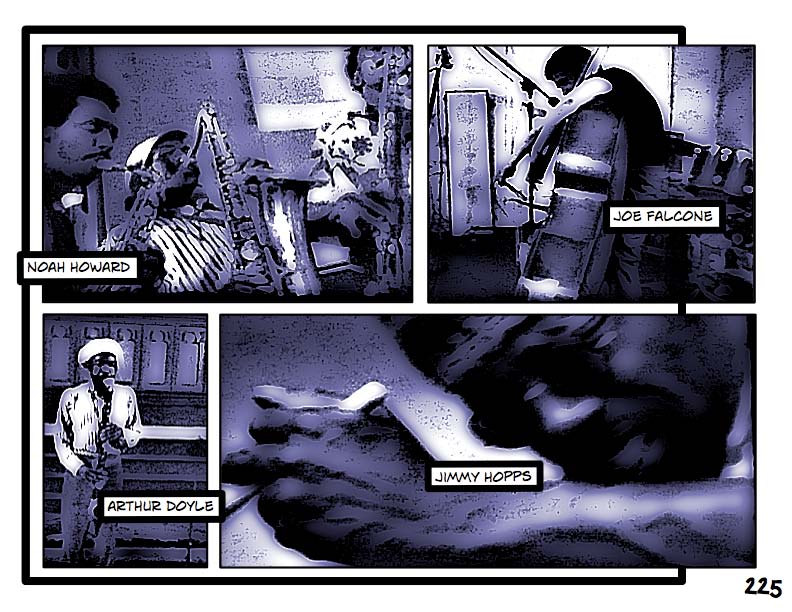 JOE FALCONE
NOAH HOWARD
JIMMY HOPPS
ARTHUR DOYLE
225